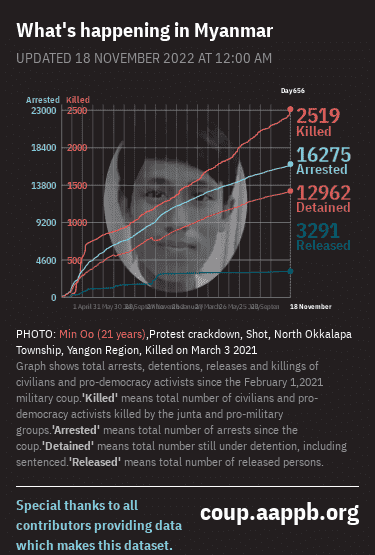 What's happening in Myanmar
UPDATED 18 NOVEMBER 2022 AT 12:00 AM
Day656
Arrested Killed
23000 2500
18400 2000
13800 1500
9200 1000
4600 500
0
2519
Killed
16275
Arrested
12962
Detained
3291
Released
18 November
PHOTO: Min Oo (21 years),Protest crackdown, Shot, North Okkalapa
Township, Yangon Region, Killed on March 3 2021
Graph shows total arrests, detentions, releases and killings of
civilians and pro-democracy activists since the February 1,2021
military coup.'Killed' means total number of civilians and pro-
democracy activists killed by the junta and pro-military
groups.'Arrested' means total number of arrests since the
coup.'Detained' means total number still under detention, including
sentenced.'Released' means total number of released persons.
Special thanks to all
contributors providing data
which makes this dataset.
coup.aappb.org